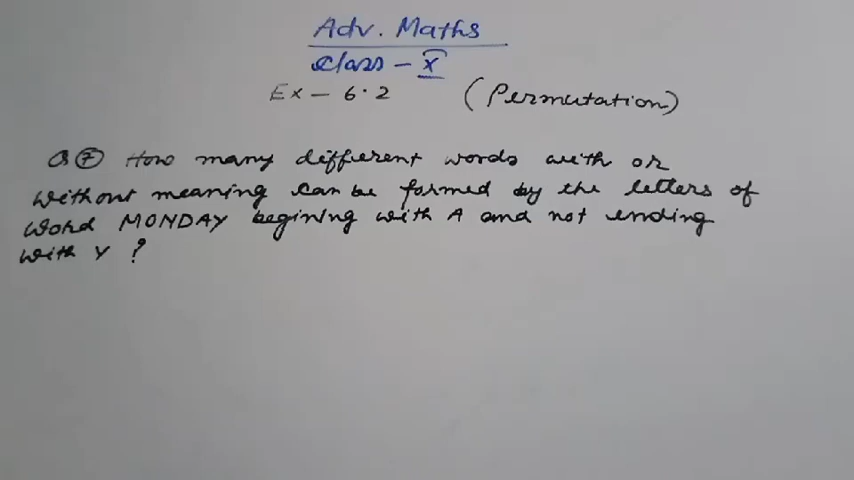 Adv. Maths
Class - X
Ex - 6.2 (Permutation)
Q 7 How many different words with or
without meaning can be formed by the letters of
word MONDAY begining with A and not ending
with Y ?